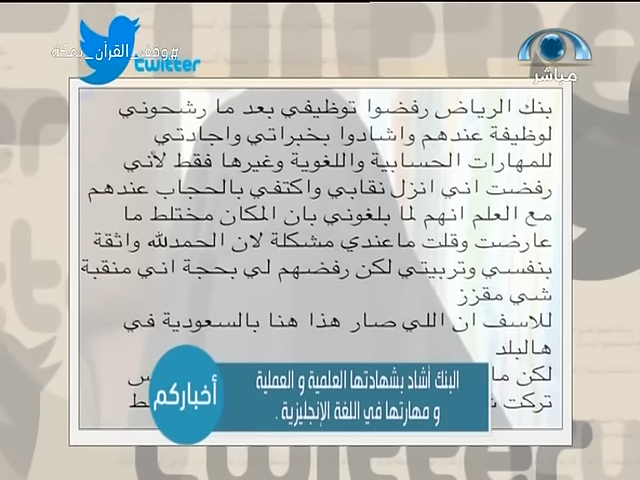 #وقف_القرآن_بمكة
twitter
مباشر
بنك الرياض رفضوا توظيفي بعد ما رشحوني
لوظيفة عندهم واشادوا بخبراتي واجادتي
للمهارات الحسابية واللغوية وغيرها فقط لأني
رفضت اني انزل نقابي واكتفي بالحجاب عندهم
مع العلم انهم لما بلغوني بان المكان مختلط ما
عارضت وقلت ماعندي مشكلة لان الحمدلله واثقة
بنفسي وتربيتي لكن رفضهم لي بحجة اني منقبة
شي مقزز
للاسف ان اللي صار هذا هنا بالسعودية في
هالبلد
لكن ما
تركت
أخباركم
البنك أشاد بشهادتها العلمية و العملية
و مهارتها في اللغة الإنجليزية .
twitter